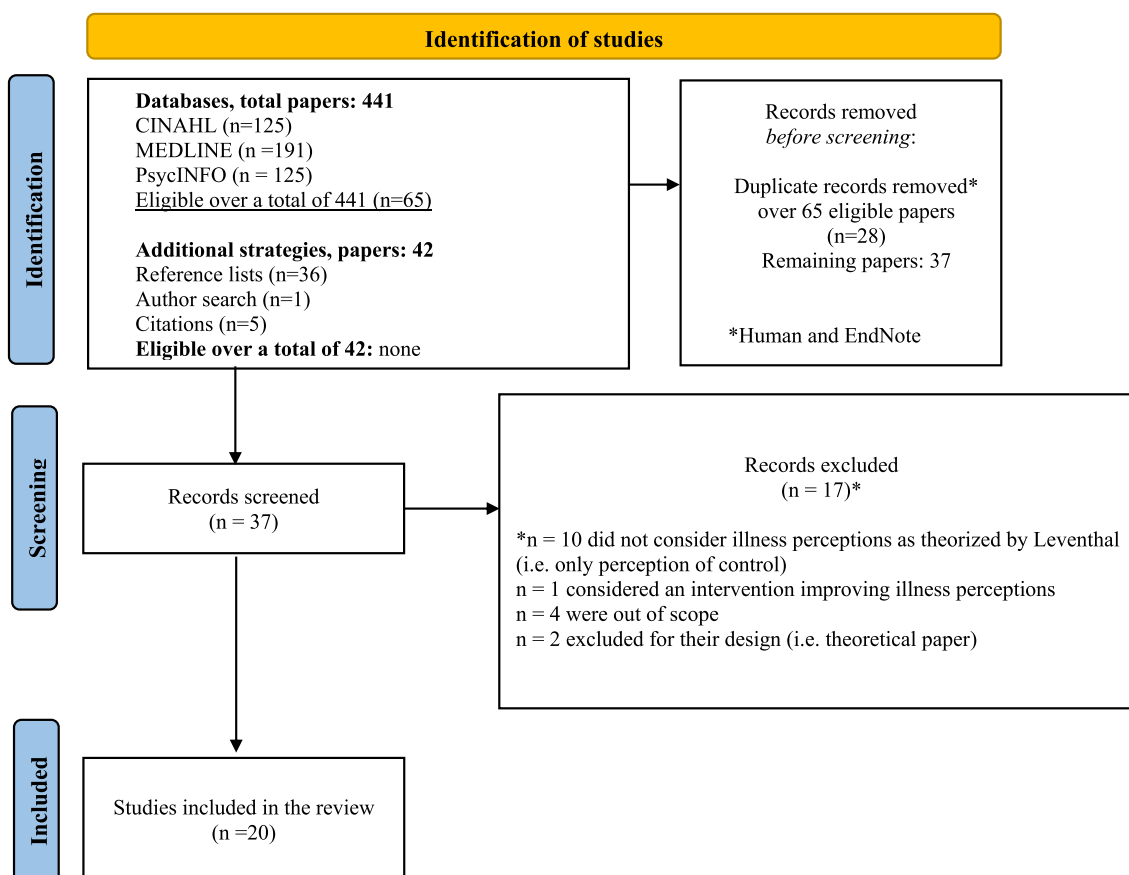 Identification of studies
Identification
Databases, total papers: 441
CINAHL (n=125)
MEDLINE (n =191)
PsycINFO (n = 125)
Eligible over a total of 441 (n=65)
Additional strategies, papers: 42
Reference lists (n=36)
Author search (n=1)
Citations (n=5)
Eligible over a total of 42: none
Records removed
before screening:
Duplicate records removed*
over 65 eligible papers
(n=28)
Remaining papers: 37
*Human and EndNote
Screening
Records screened
(n = 37)
Records excluded
(n = 17)*
*n = 10 did not consider illness perceptions as theorized by Leventhal
(i.e. only perception of control)
n = 1 considered an intervention improving illness perceptions
n = 4 were out of scope
n = 2 excluded for their design (i.e. theoretical paper)
Included
Studies included in the review
(n =20)